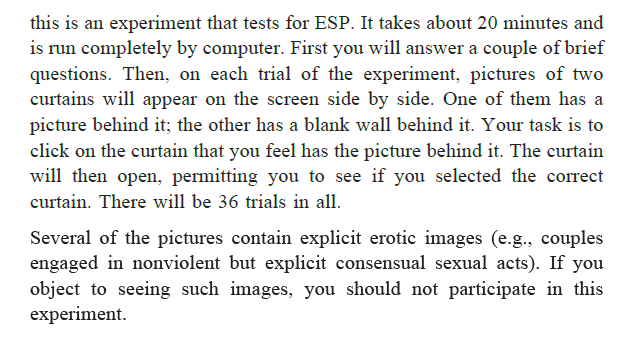 this is an experiment that tests for ESP. It takes about 20 minutes and
is run completely by computer. First you will answer a couple of brief
questions. Then, on each trial of the experiment, pictures of two
curtains will appear on the screen side by side. One of them has a
picture behind it; the other has a blank wall behind it. Your task is to
click on the curtain that you feel has the picture behind it. The curtain
will then open, permitting you to see if you selected the correct
curtain. There will be 36 trials in all.
Several of the pictures contain explicit erotic images (e.g., couples
engaged in nonviolent but explicit consensual sexual acts). If you
object to seeing such images, you should not participate in this
experiment.